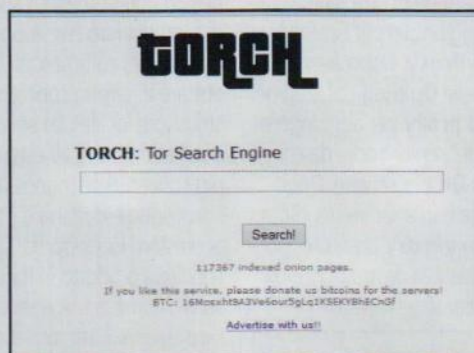 TORCH
TORCH: Tor Search Engine
Search!
117367 indexed onion pages.
If you like this service, please donate us bitcoins for the servers!
BTC:
Advertise with us!!